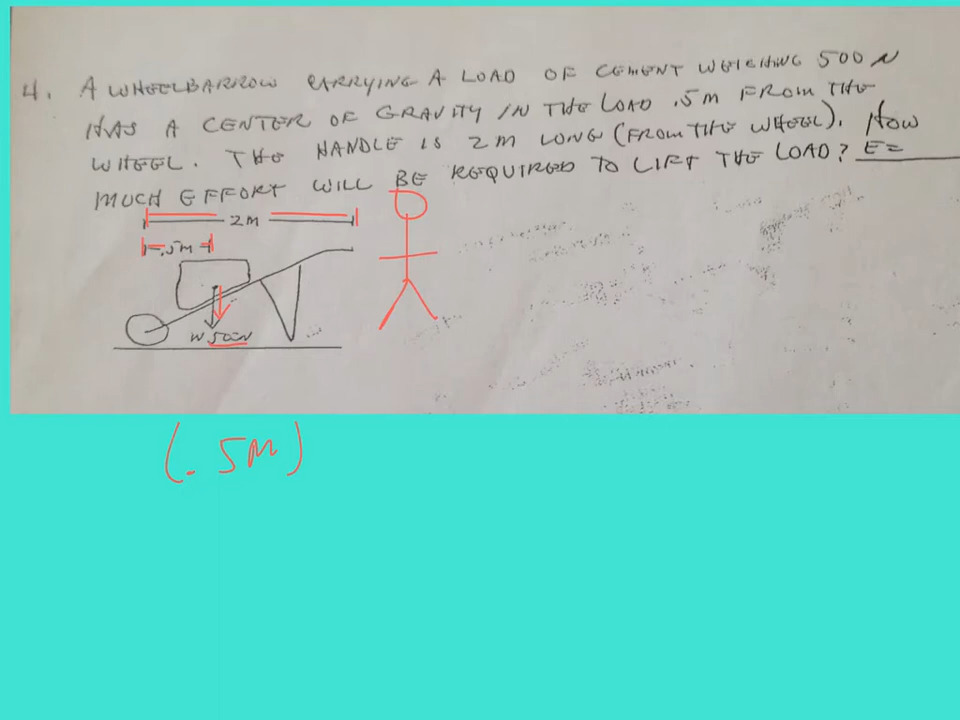 4. A WHEELBARROW CARRYING A LOAD OF CEMENT WEIGHING 500 N
HAS A CENTER OF GRAVITY IN THE LOAD .5M FROM THE
WHEEL. THE HANDLE IS 2 M LONG (FROM THE WHEEL). HOW
MUCH EFFORT WILL BE REQUIRED TO LIFT THE LOAD? E=
2M
.5M
W 500N
(.5M)